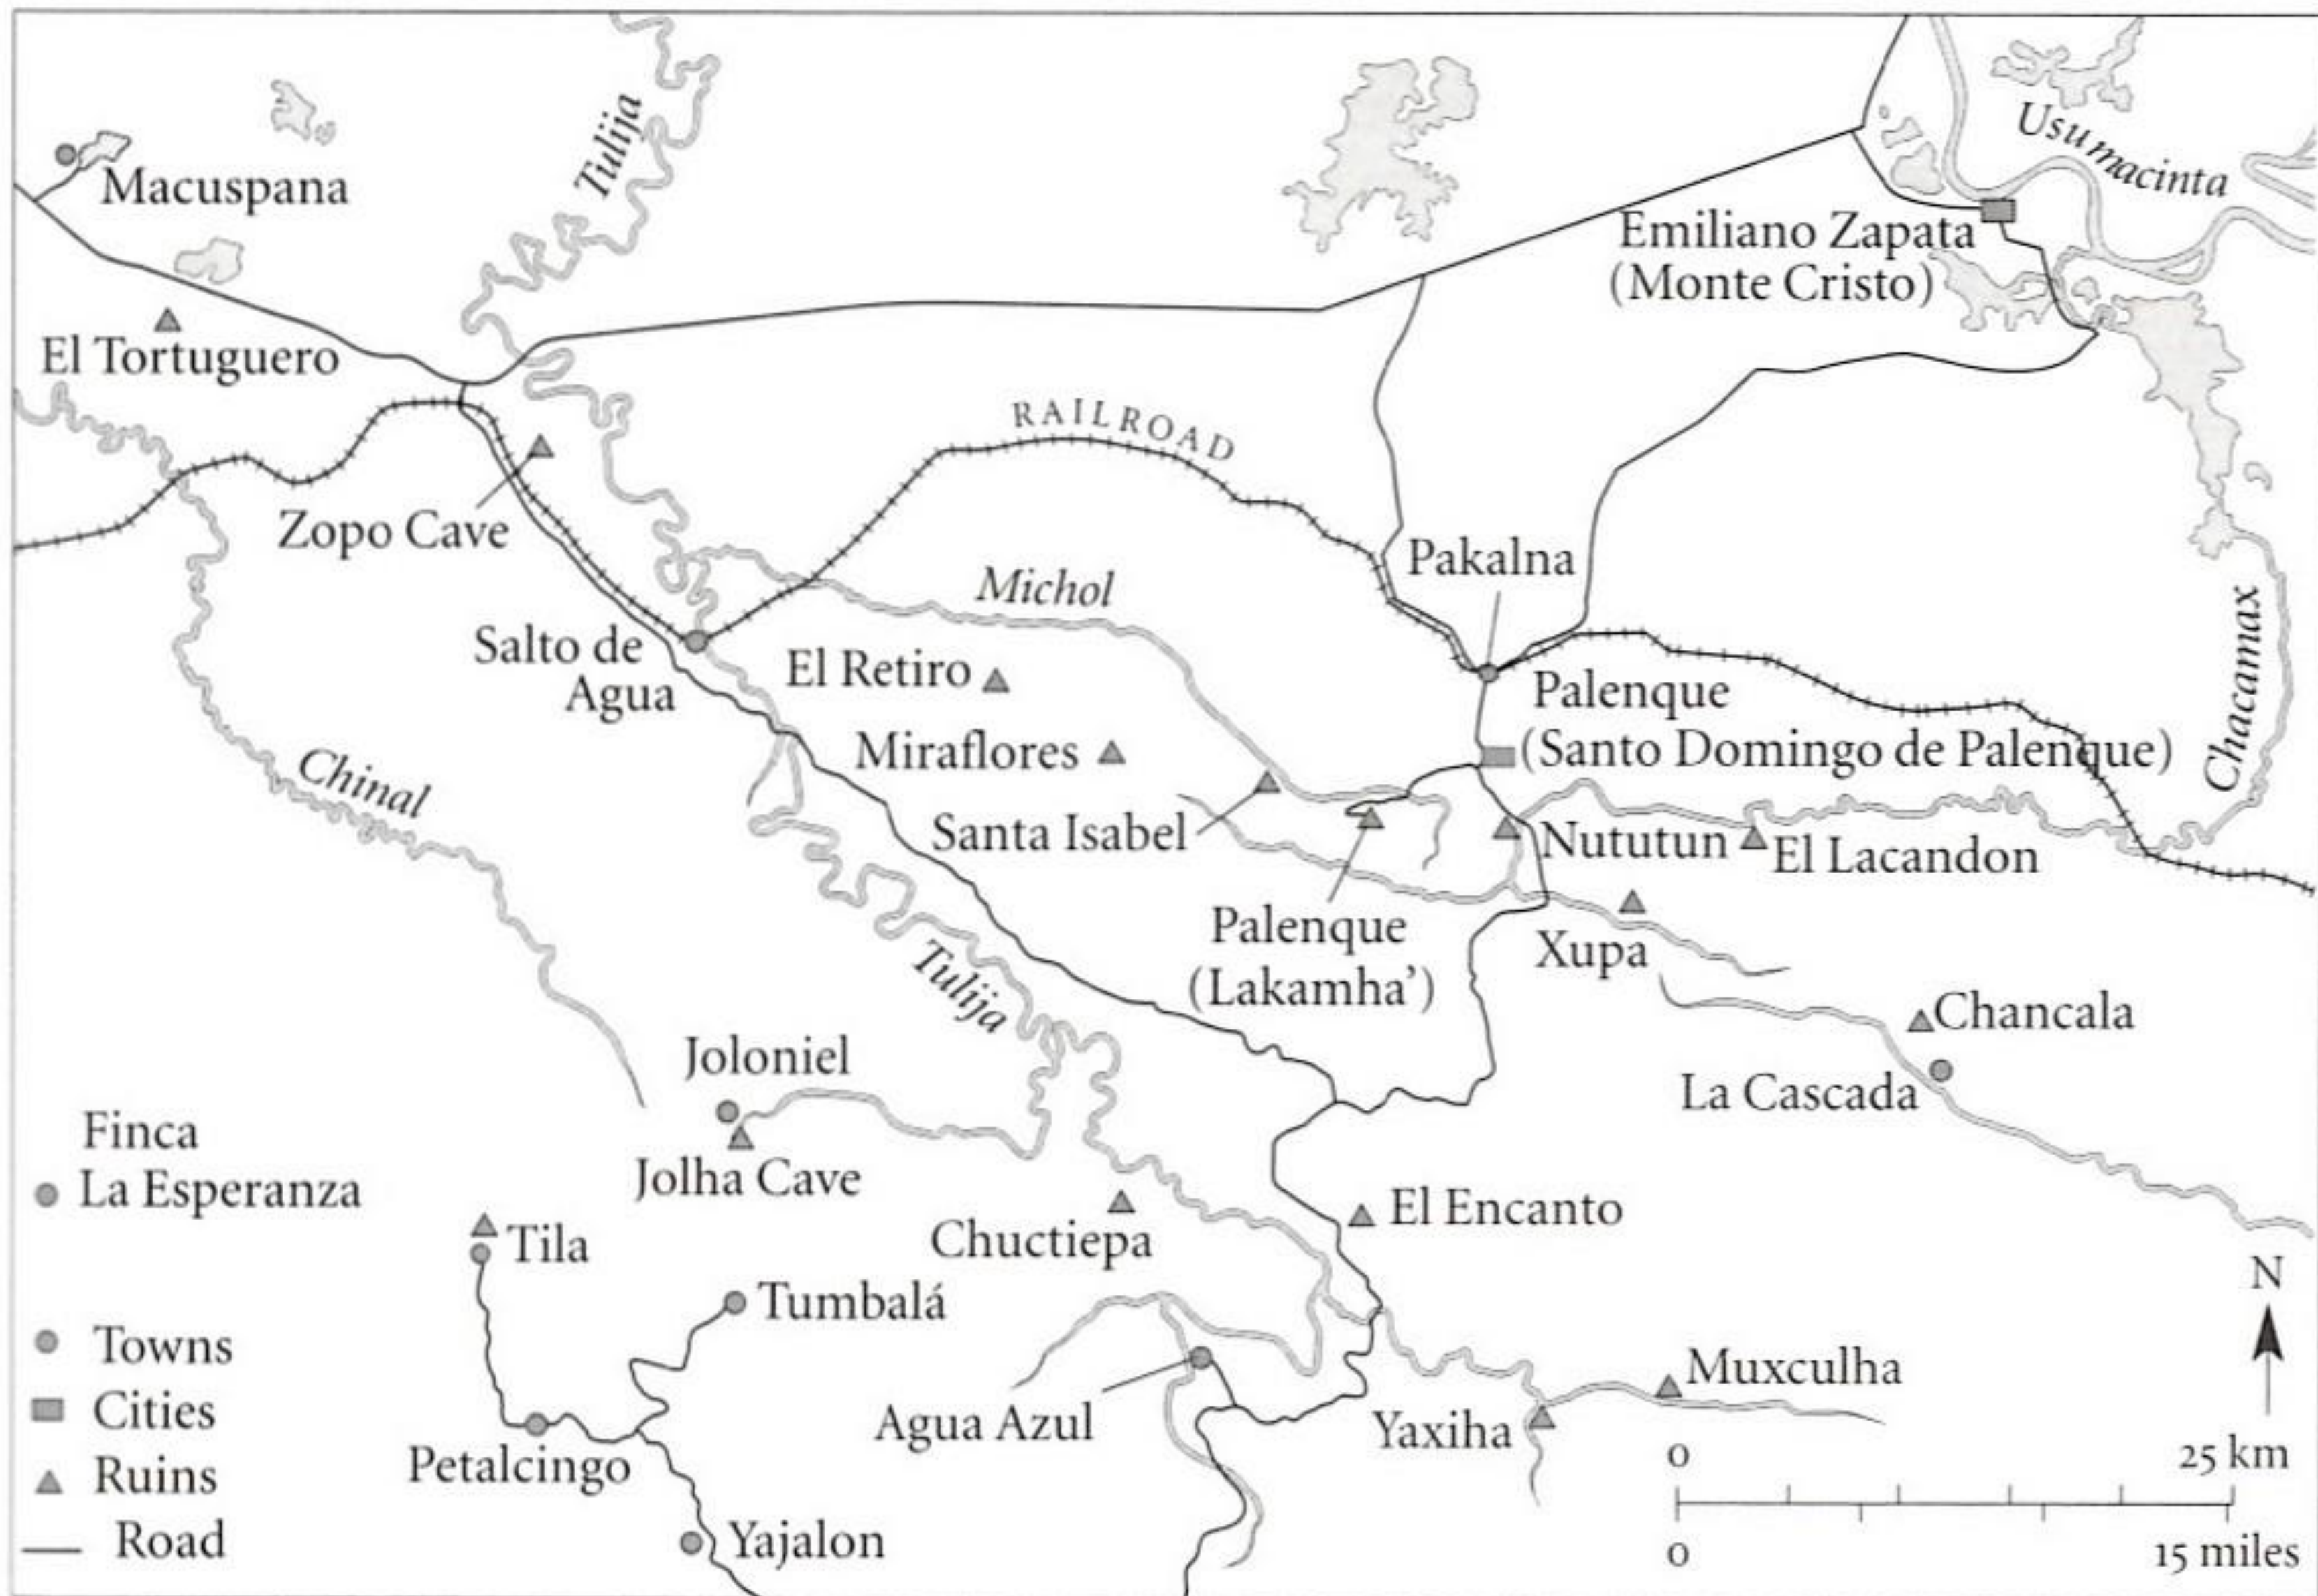 Tulija
Usumacinta
Macuspana
Emiliano Zapata
(Monte Cristo)
El Tortuguero
RAILROAD
Zopo Cave
Pakalna
Michol
Salto de
Agua
El Retiro
Palenque
(Santo Domingo de Palenque)
Chacamax
Miraflores
Chinal
Santa Isabel
Nututun
El Lacandon
Palenque
(Lakamha’)
Xupa
Tulija
Chancala
Joloniel
La Cascada
Finca
La Esperanza
Jolha Cave
El Encanto
Chuctiepa
Tila
Tumbalá
N
Towns
Muxculha
Cities
Agua Azul
Yaxiha
Petalcingo
0
25 km
Ruins
Road
Yajalon
0
15 miles